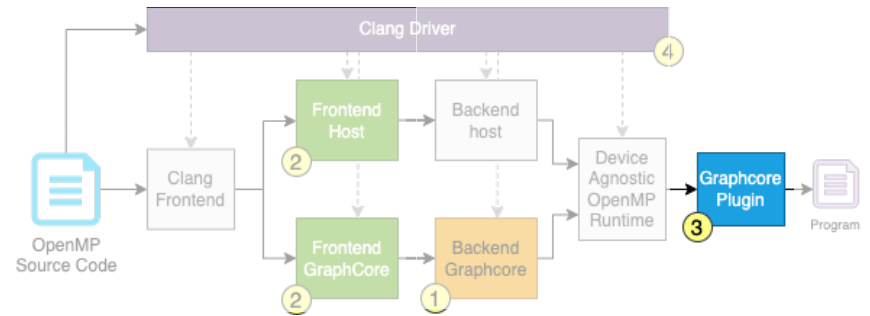 Clang Driver
4
Frontend
Host
2
Backend
host
Clang
Frontend
Device
Agnostic
OpenMP
Runtime
Graphcore
Plugin
3
Program
OpenMP
Source Code
Frontend
GraphCore
2
Backend
Graphcore
1